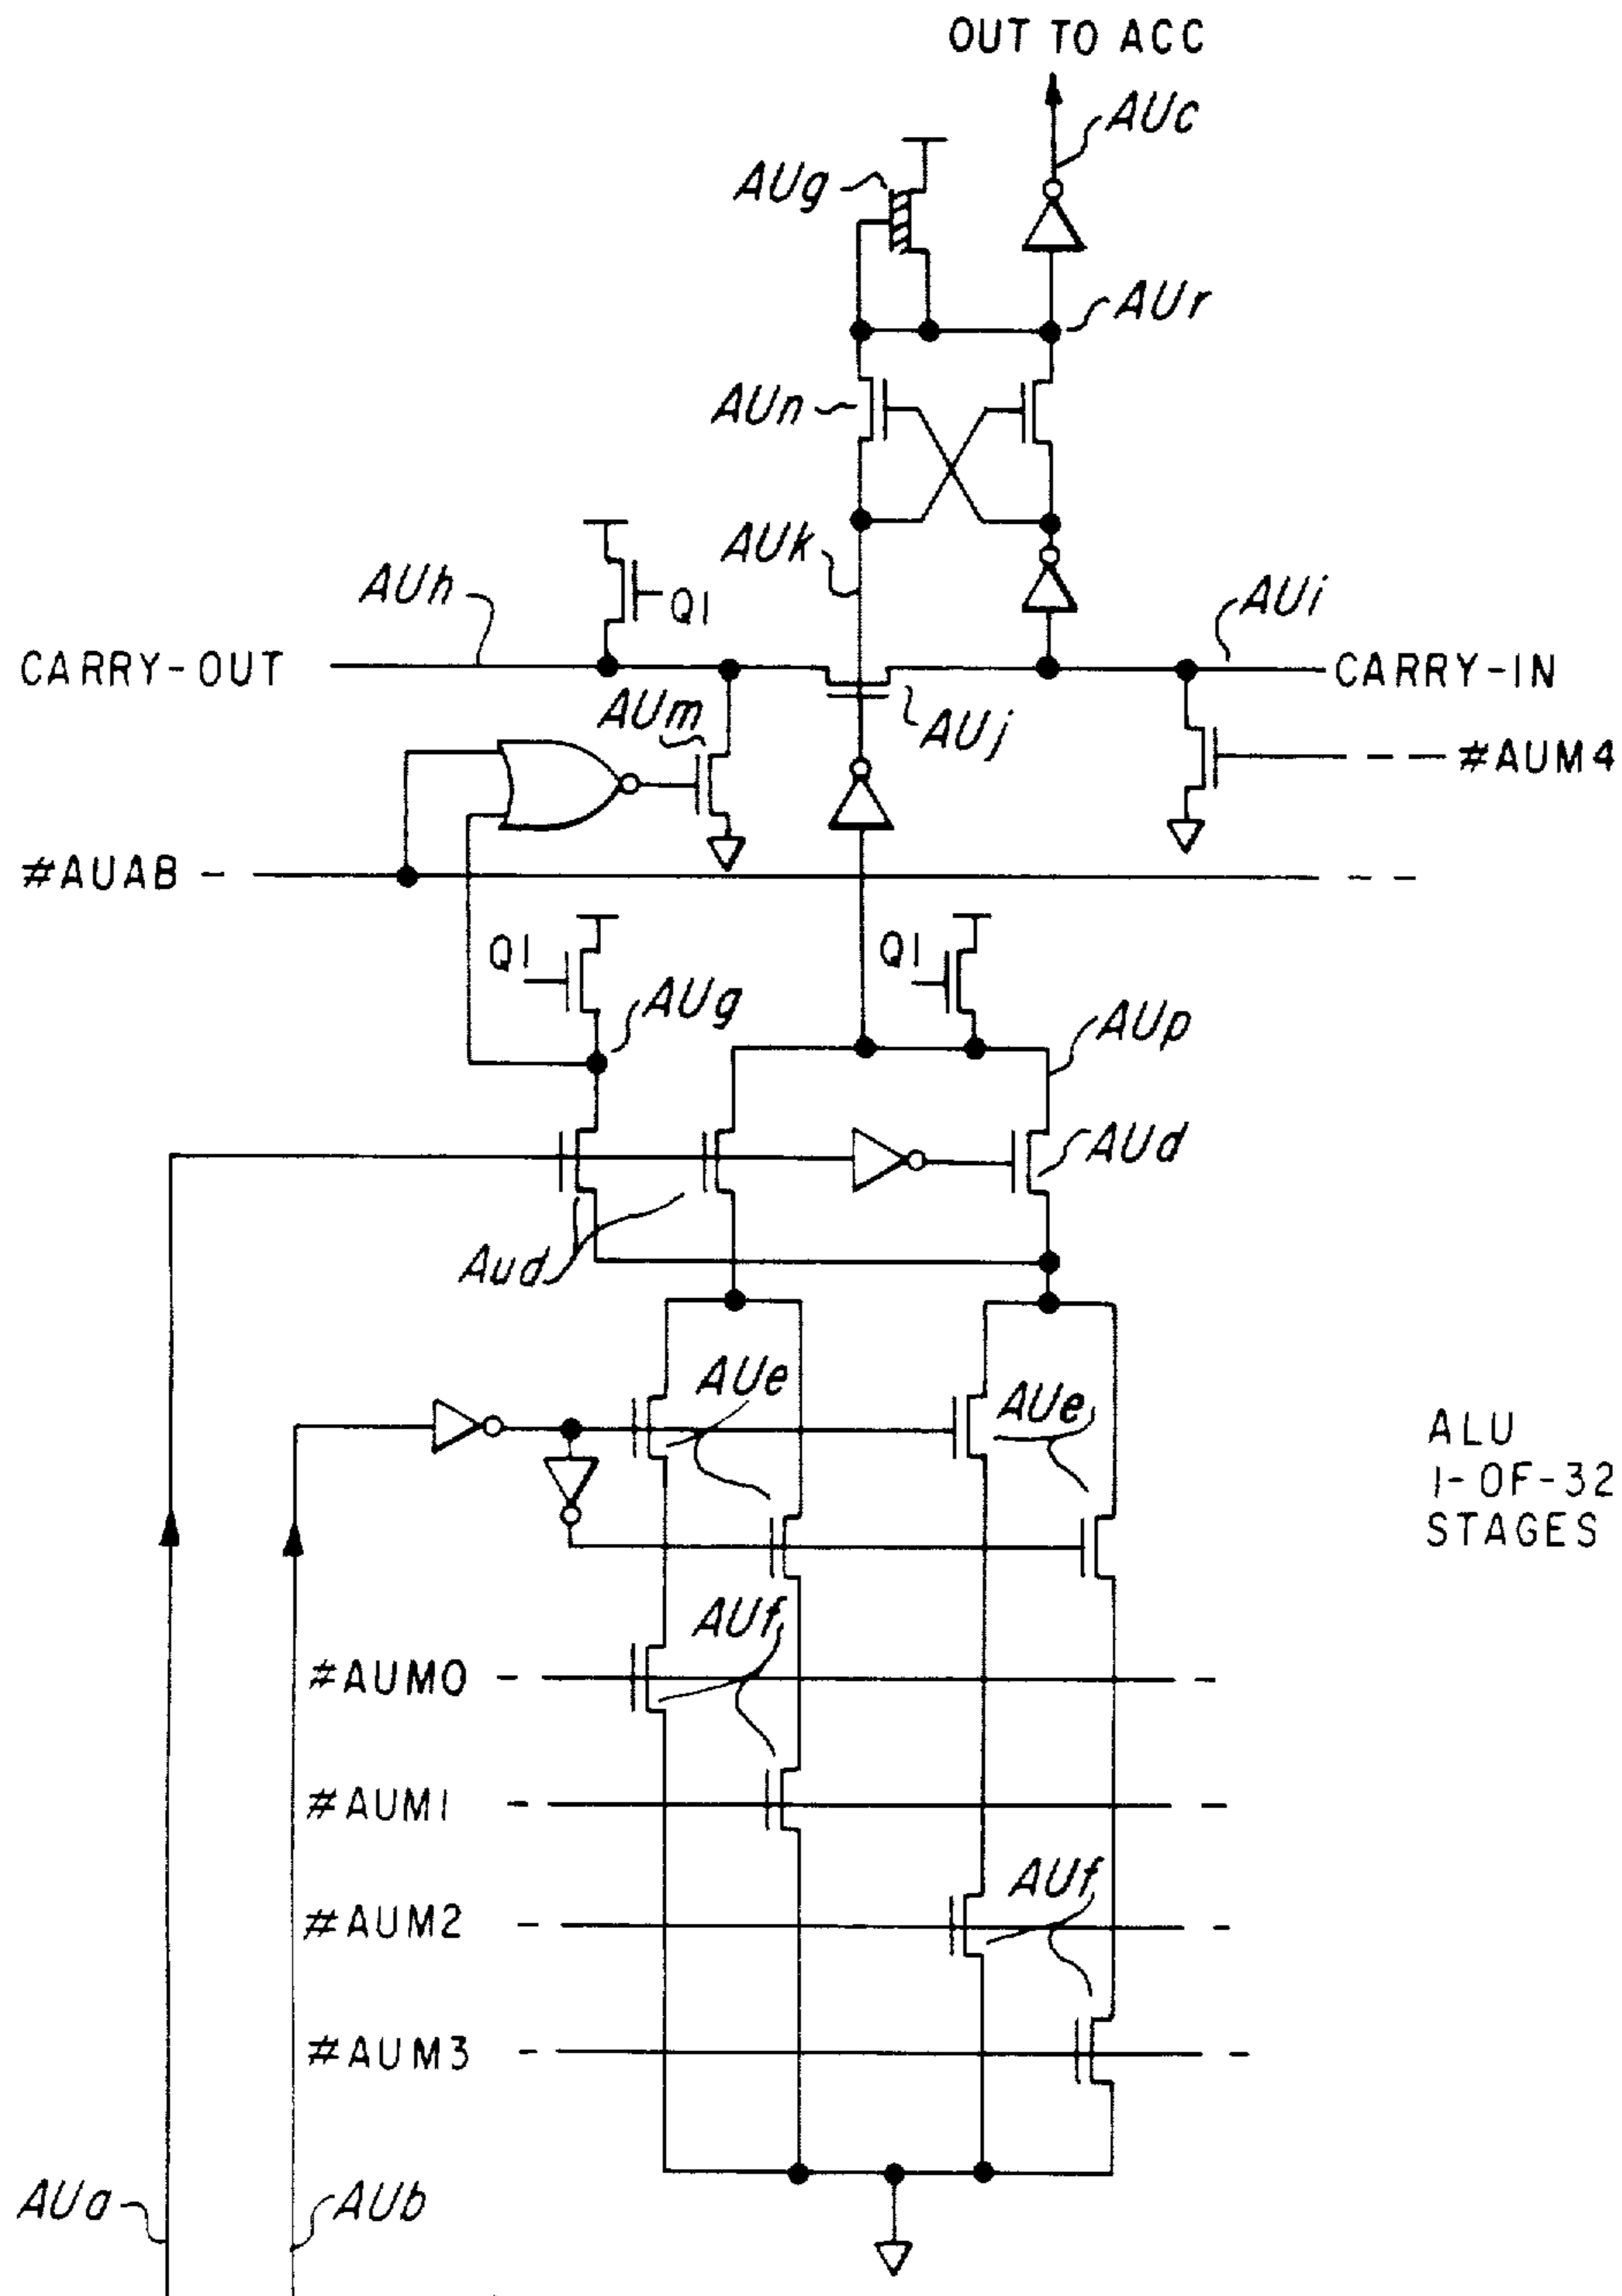 OUT TO ACC
AUc
AUg
AUr
AUn
AUk
AUh
Q1
AUi
CARRY-OUT
CARRY-IN
AUm
AUj
#AUM4
#AUAB
Q1
Q1
AUg
AUp
AUd
Aud
AUe
AUe
ALU
1-OF-32
STAGES
AUf
#AUM0
#AUM1
AUf
#AUM2
#AUM3
AUa
AUb